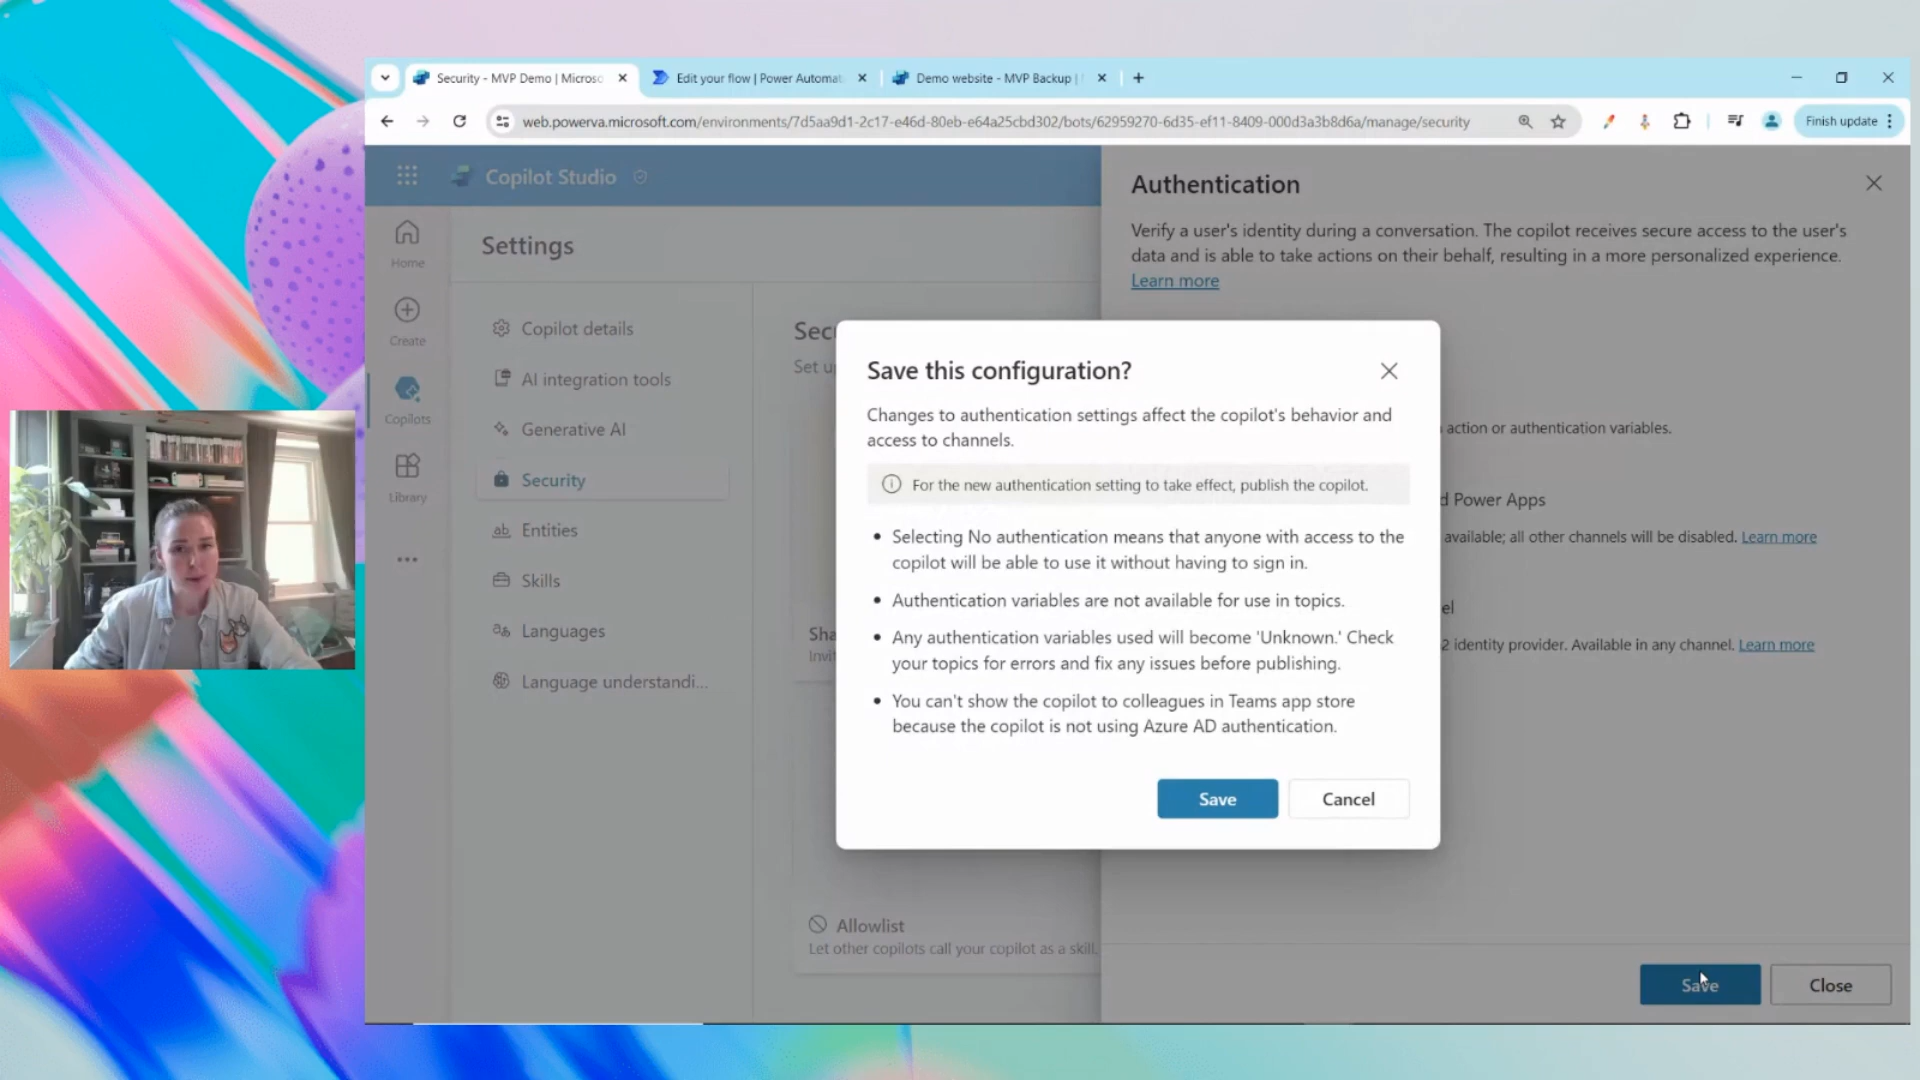 Security - MVP Demo | Microso
Edit your flow | Power Automat
Demo website - MVP Backup |
web.powerva.microsoft.com/environments/7d5aa9d1-2c17-e46d-80eb-e64a25cbd302/bots/62959270-6d35-ef11-8409-000d3a3b8d6a/manage/security
Finish update
Copilot Studio
Home
Create
Copilots
Library
Settings
Copilot details
AI integration tools
Generative AI
Security
Entities
Skills
Languages
Language understandi...
Sec
Set u
Sha
Invi
Allowlist
Let other copilots call your copilot as a skill.
Authentication
Verify a user's identity during a conversation. The copilot receives secure access to the user's
data and is able to take actions on their behalf, resulting in a more personalized experience.
Learn more
action or authentication variables.
d Power Apps
available; all other channels will be disabled. Learn more
el
2 identity provider. Available in any channel. Learn more
Save
Close
Save this configuration?
Changes to authentication settings affect the copilot's behavior and
access to channels.
For the new authentication setting to take effect, publish the copilot.
• Selecting No authentication means that anyone with access to the
copilot will be able to use it without having to sign in.
• Authentication variables are not available for use in topics.
• Any authentication variables used will become 'Unknown.' Check
your topics for errors and fix any issues before publishing.
• You can't show the copilot to colleagues in Teams app store
because the copilot is not using Azure AD authentication.
Save
Cancel